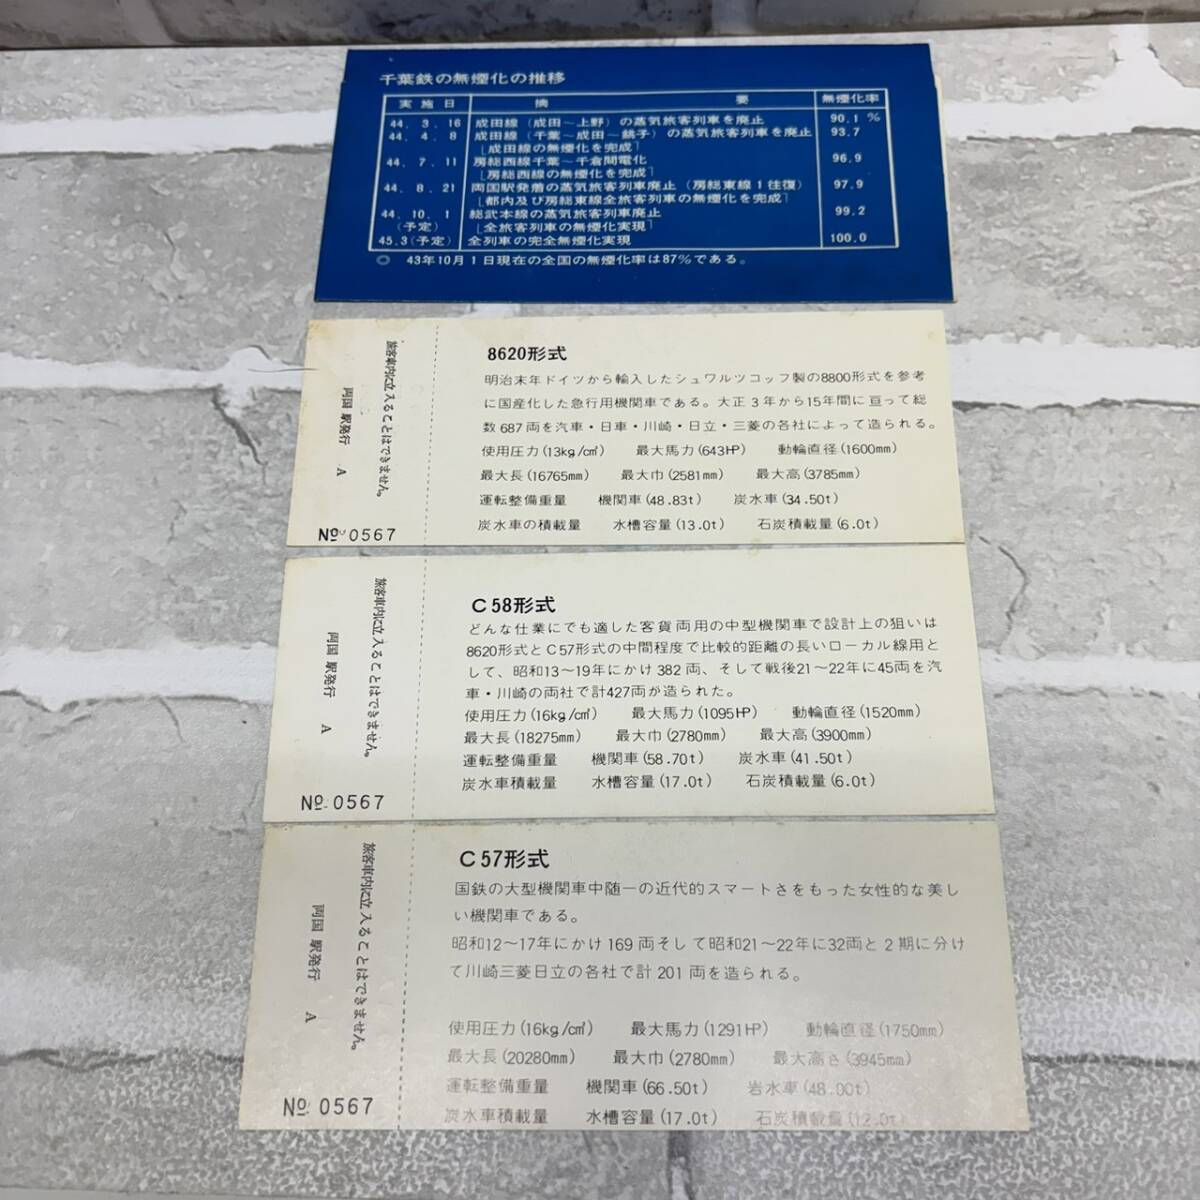 千葉鉄の無煙化の推移
実施日 摘要 無煙化率
44.3.16 成田線(成田～上野)の蒸気旅客列車を廃止 90.1%
44.4.8 成田線(千葉～成田～銚子)の蒸気旅客列車を廃止 93.7
[成田線の無煙化を完成]
44.7.11 房総西線千葉～千倉間電化 96.9
[房総西線の無煙化を完成]
44.8.21 両国駅発着の蒸気旅客列車廃止(房総東線1往復) 97.9
[都内及び房総東線全旅客列車の無煙化を完成]
44.10.1 総武本線の蒸気旅客列車廃止 99.2
(予定) [全旅客列車の無煙化実現]
45.3(予定) 全列車の完全無煙化実現 100.0
◎ 43年10月1日現在の全国の無煙化率は87%である。
旅客車内に立入ることはできません。
両国駅発行 A
№ 0567
8620形式
明治末年ドイツから輸入したシュワルツコッフ製の8800形式を参考
に国産化した急行用機関車である。大正3年から15年間に亘って総
数687両を汽車・日車・川崎・日立・三菱の各社によって造られる。
使用圧力(13kg/cm²) 最大馬力(643HP) 動輪直径(1600mm)
最大長(16765mm) 最大巾(2581mm) 最大高(3785mm)
運転整備重量 機関車(48.83t) 炭水車(34.50t)
炭水車の積載量 水槽容量(13.0t) 石炭積載量(6.0t)
旅客車内に立入ることはできません。
両国駅発行 A
№ 0567
C58形式
どんな仕業にでも適した客貨両用の中型機関車で設計上の狙いは
8620形式とC57形式の中間程度で比較的距離の長いローカル線用と
して、昭和13～19年にかけ382両、そして戦後21～22年に45両を汽
車・川崎の両社で計427両が造られた。
使用圧力(16kg/cm²) 最大馬力(1095HP) 動輪直径(1520mm)
最大長(18275mm) 最大巾(2780mm) 最大高(3900mm)
運転整備重量 機関車(58.70t) 炭水車(41.50t)
炭水車積載量 水槽容量(17.0t) 石炭積載量(6.0t)
旅客車内に立入ることはできません。
両国駅発行 A
№ 0567
C57形式
国鉄の大型機関車中随一の近代的スマートさをもった女性的な美し
い機関車である。
昭和12～17年にかけ169両そして昭和21～22年に32両と2期に分け
て川崎三菱日立の各社で計201両を造られる。
使用圧力(16kg/cm²) 最大馬力(1291HP) 動輪直径(1750mm)
最大長(20280mm) 最大巾(2780mm) 最大高さ(3945mm)
運転整備重量 機関車(66.50t) 岩水車(48.00t)
炭水車積載量 水槽容量(17.0t) 石炭積載量(12.0t)